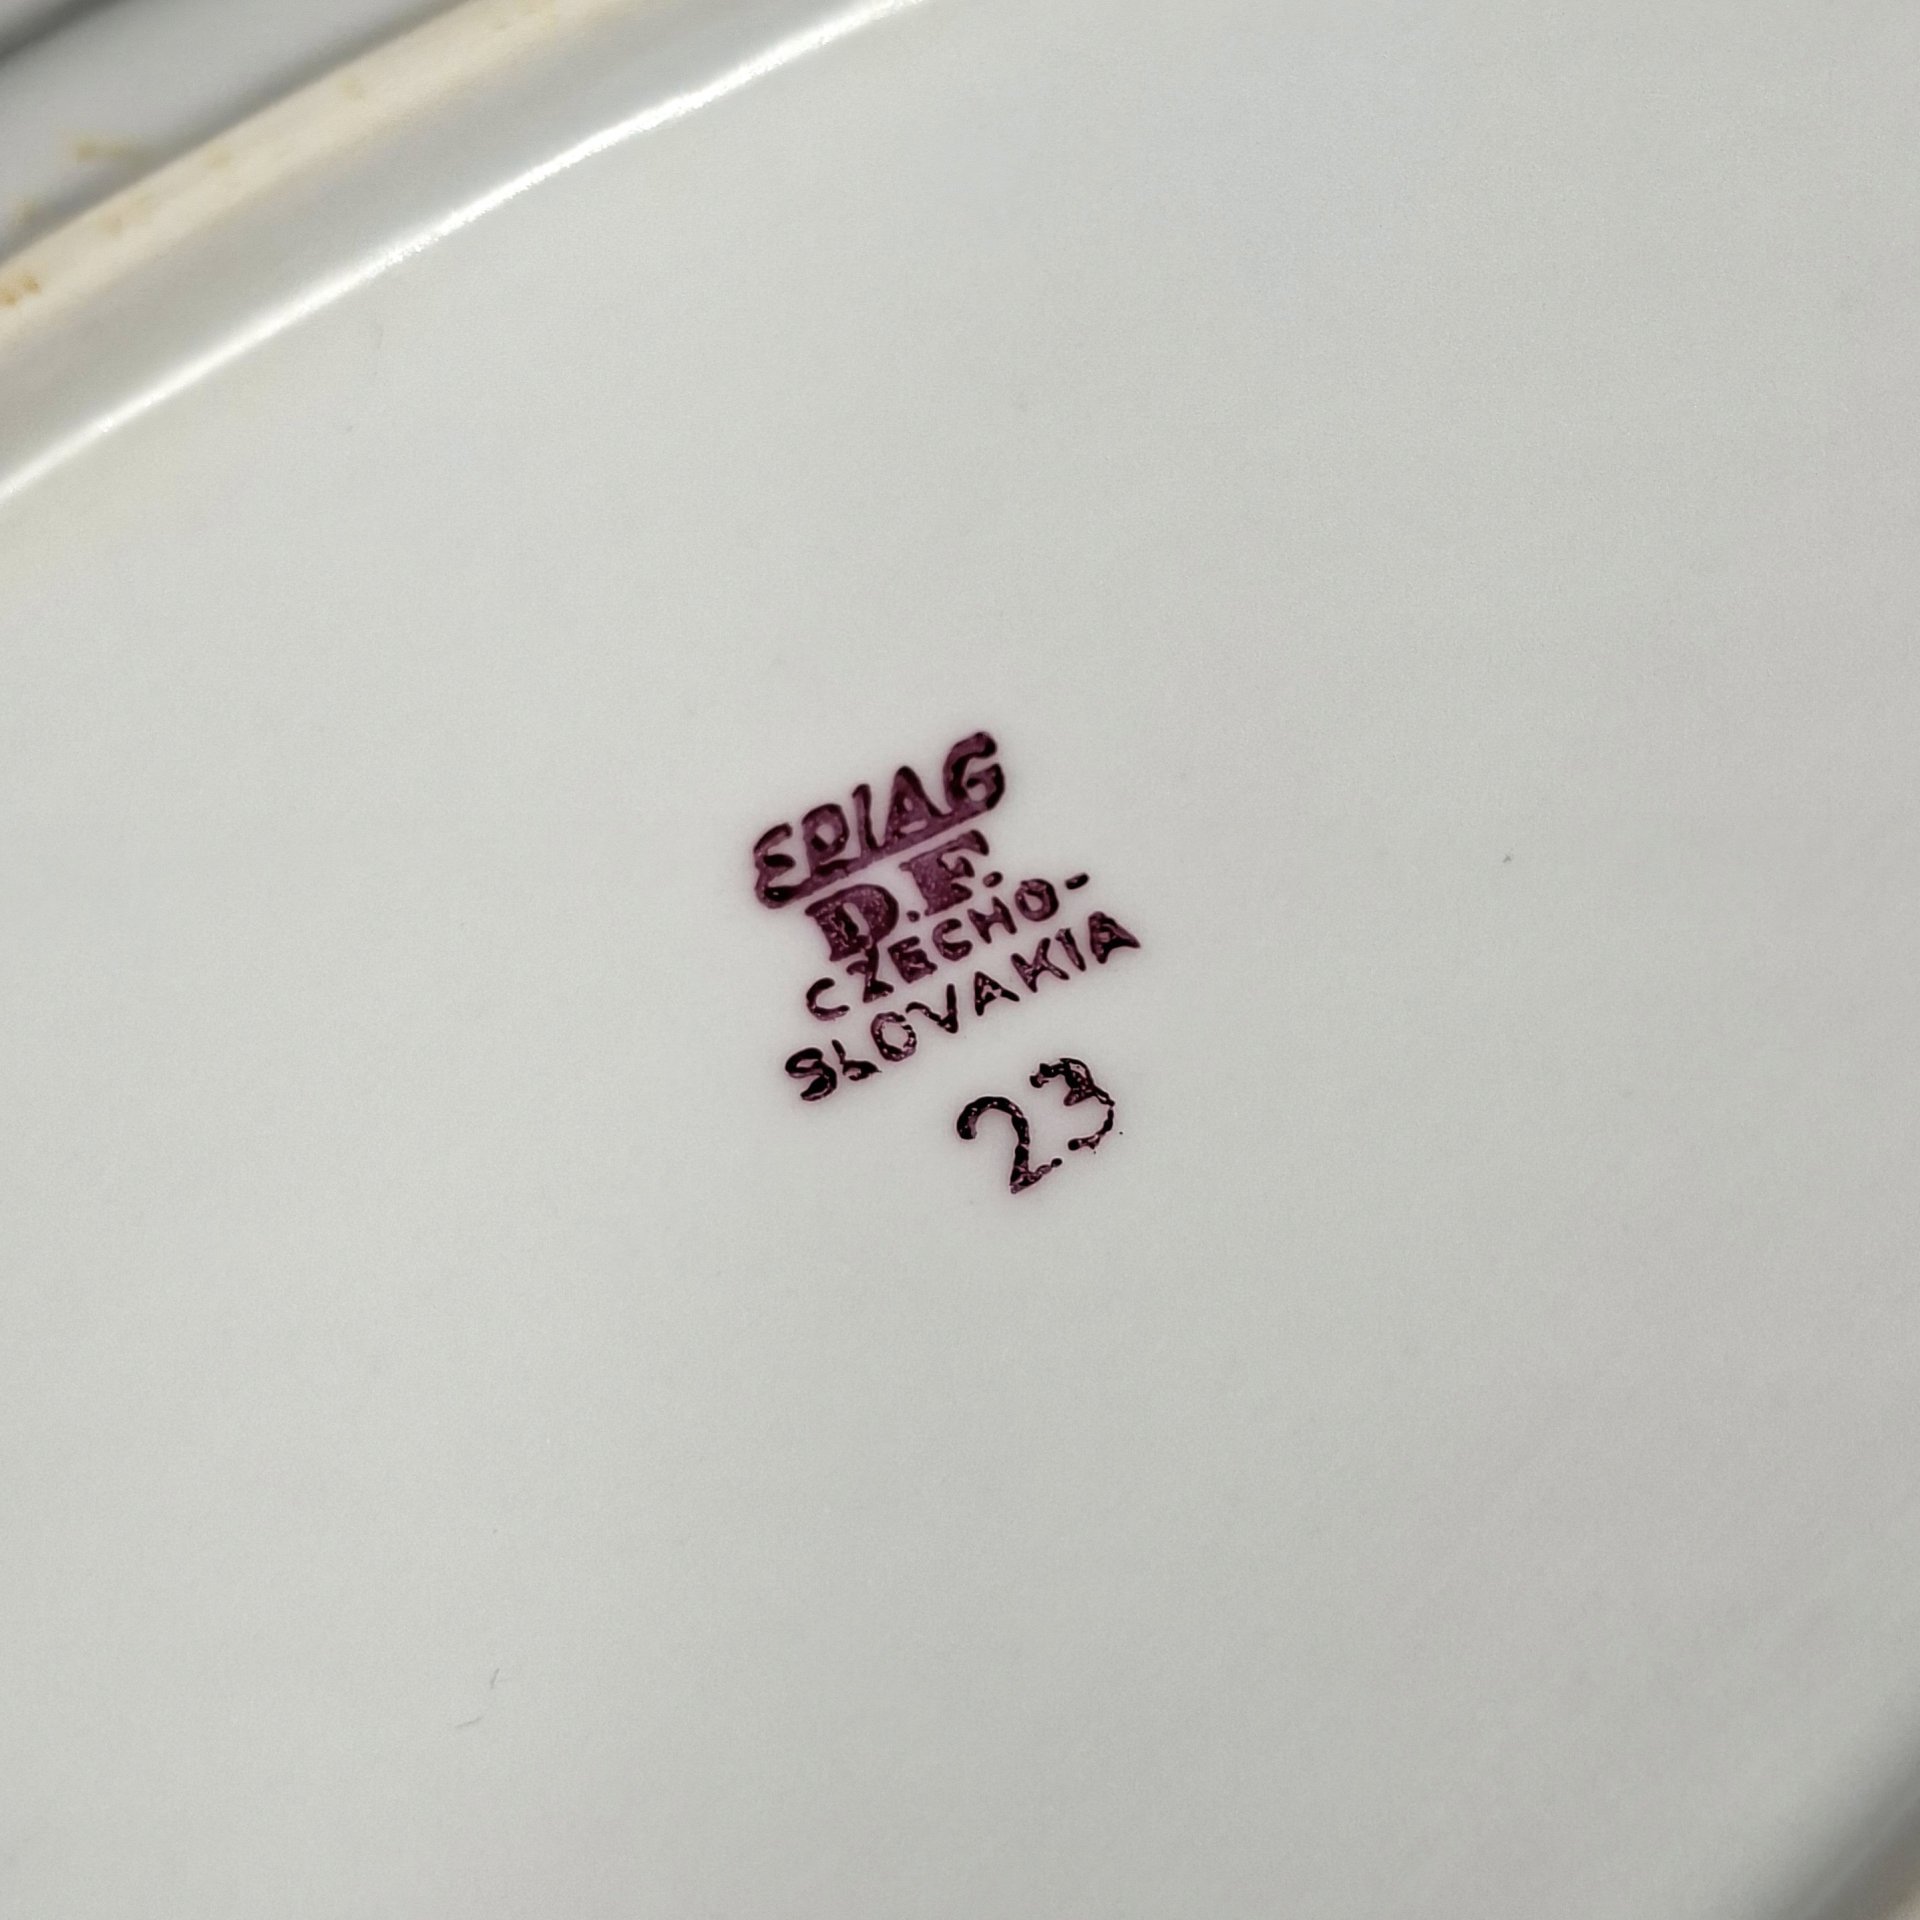 EPIAG
D.F.
CZECHO-
SLOVAKIA
23